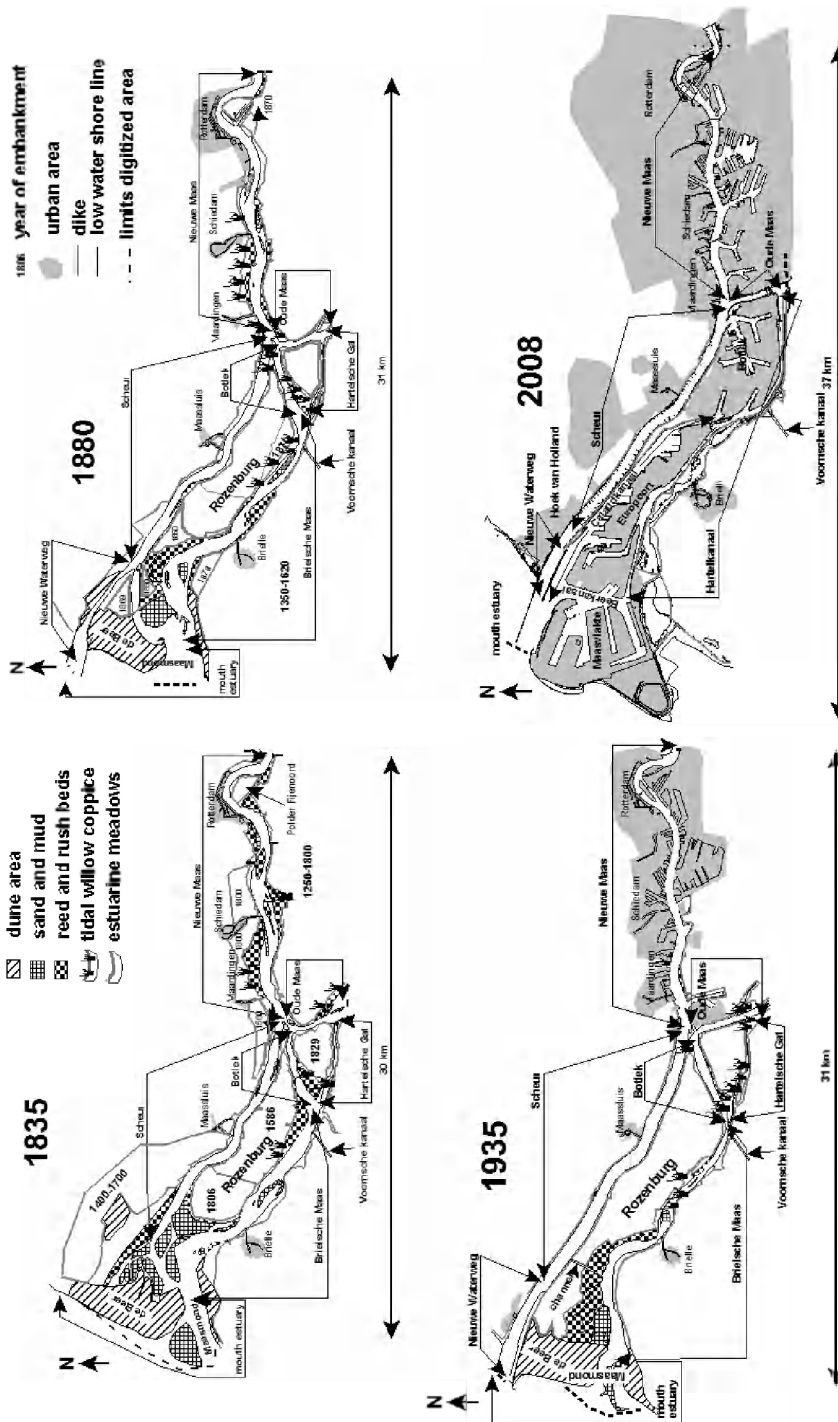 1835
dune area
sand and mud
reed and rush beds
tidal willow coppice
estuarine meadows
N
mouth estuary
Maasmond
de Beer
1400-1700
Scheur
Maassluis
1806
1586
Rozenburg
Brielle
Brielsche Maas
Voornsche kanaal
Botlek
1829
Hartelsche Gat
Oude Maas
Nieuwe Maas
Schiedam
1800
1250-1800
Rotterdam
Polder Fijenoord
30 km
1880
1886 year of embankment
urban area
dike
low water shore line
limits digitized area
N
Nieuwe Waterweg
mouth
estuary
Maasmond
de Beer
Scheur
Maassluis
Rozenburg
Brielle
1350-1620
Brielsche Maas
Voornsche kanaal
Botlek
Hartelsche Gat
Oude Maas
Nieuwe Maas
Schiedam
Rotterdam
1870
31 km
1935
N
Nieuwe Waterweg
mouth
estuary
Maasmond
de Beer
channel
Scheur
Maassluis
Rozenburg
Brielle
Brielsche Maas
Voornsche kanaal
Botlek
Hartelsche Gat
Oude Maas
Nieuwe Maas
Schiedam
Rotterdam
31 km
2008
N
mouth estuary
Nieuwe Waterweg
Hoek van Holland
Maasvlakte
Beerkanaal
Europoort
Scheur
Maassluis
Brielle
Hartelkanaal
Voornsche kanaal
Botlek
Oude Maas
Nieuwe Maas
Schiedam
Rotterdam
37 km